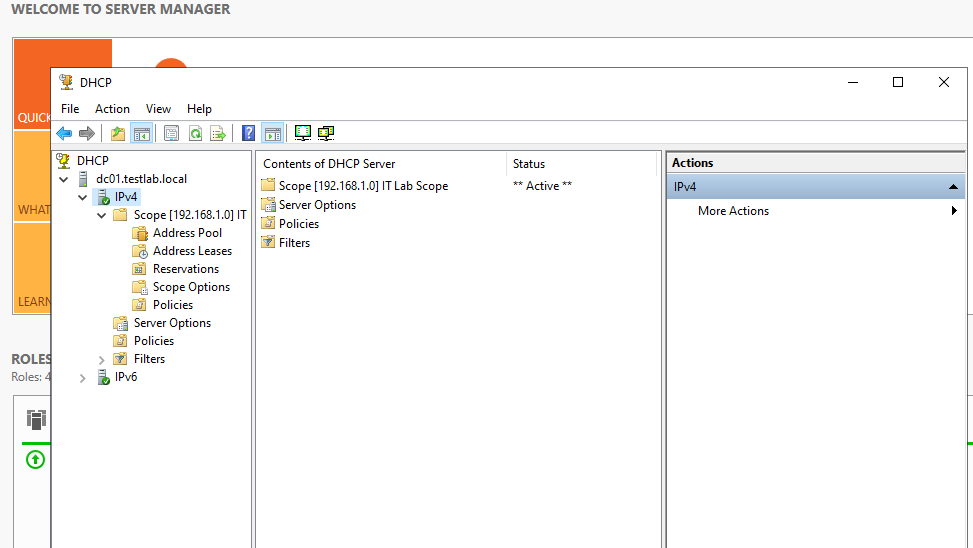 WELCOME TO SERVER MANAGER
QUICK
WHAT
LEARN
ROLES
Roles: 4
DHCP
File Action View Help
DHCP
dc01.testlab.local
IPv4
Scope [192.168.1.0] IT
Address Pool
Address Leases
Reservations
Scope Options
Policies
Server Options
Policies
Filters
IPv6
Contents of DHCP Server Status
Scope [192.168.1.0] IT Lab Scope ** Active **
Server Options
Policies
Filters
Actions
IPv4
More Actions